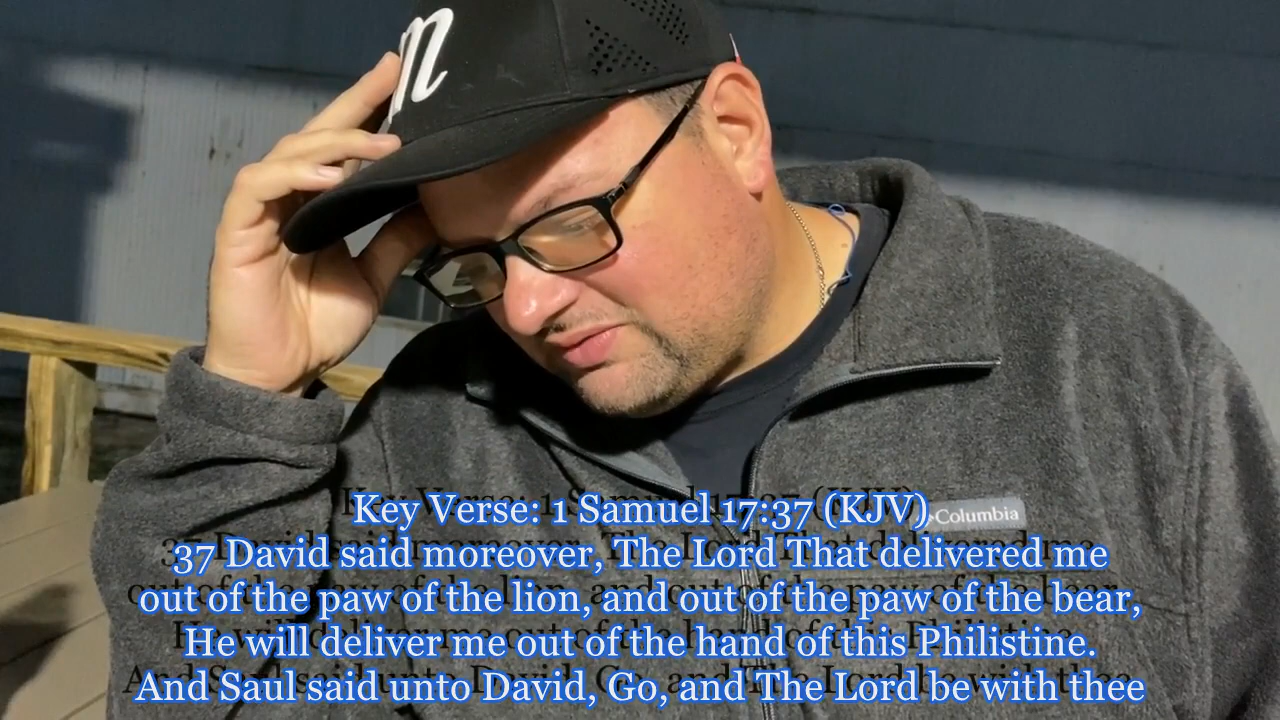 m
Key Verse: 1 Samuel 17:37 (KJV)
Columbia
37 David said moreover, The Lord That delivered me
out of the paw of the lion, and out of the paw of the bear,
He will deliver me out of the hand of this Philistine.
And Saul said unto David, Go, and The Lord be with thee